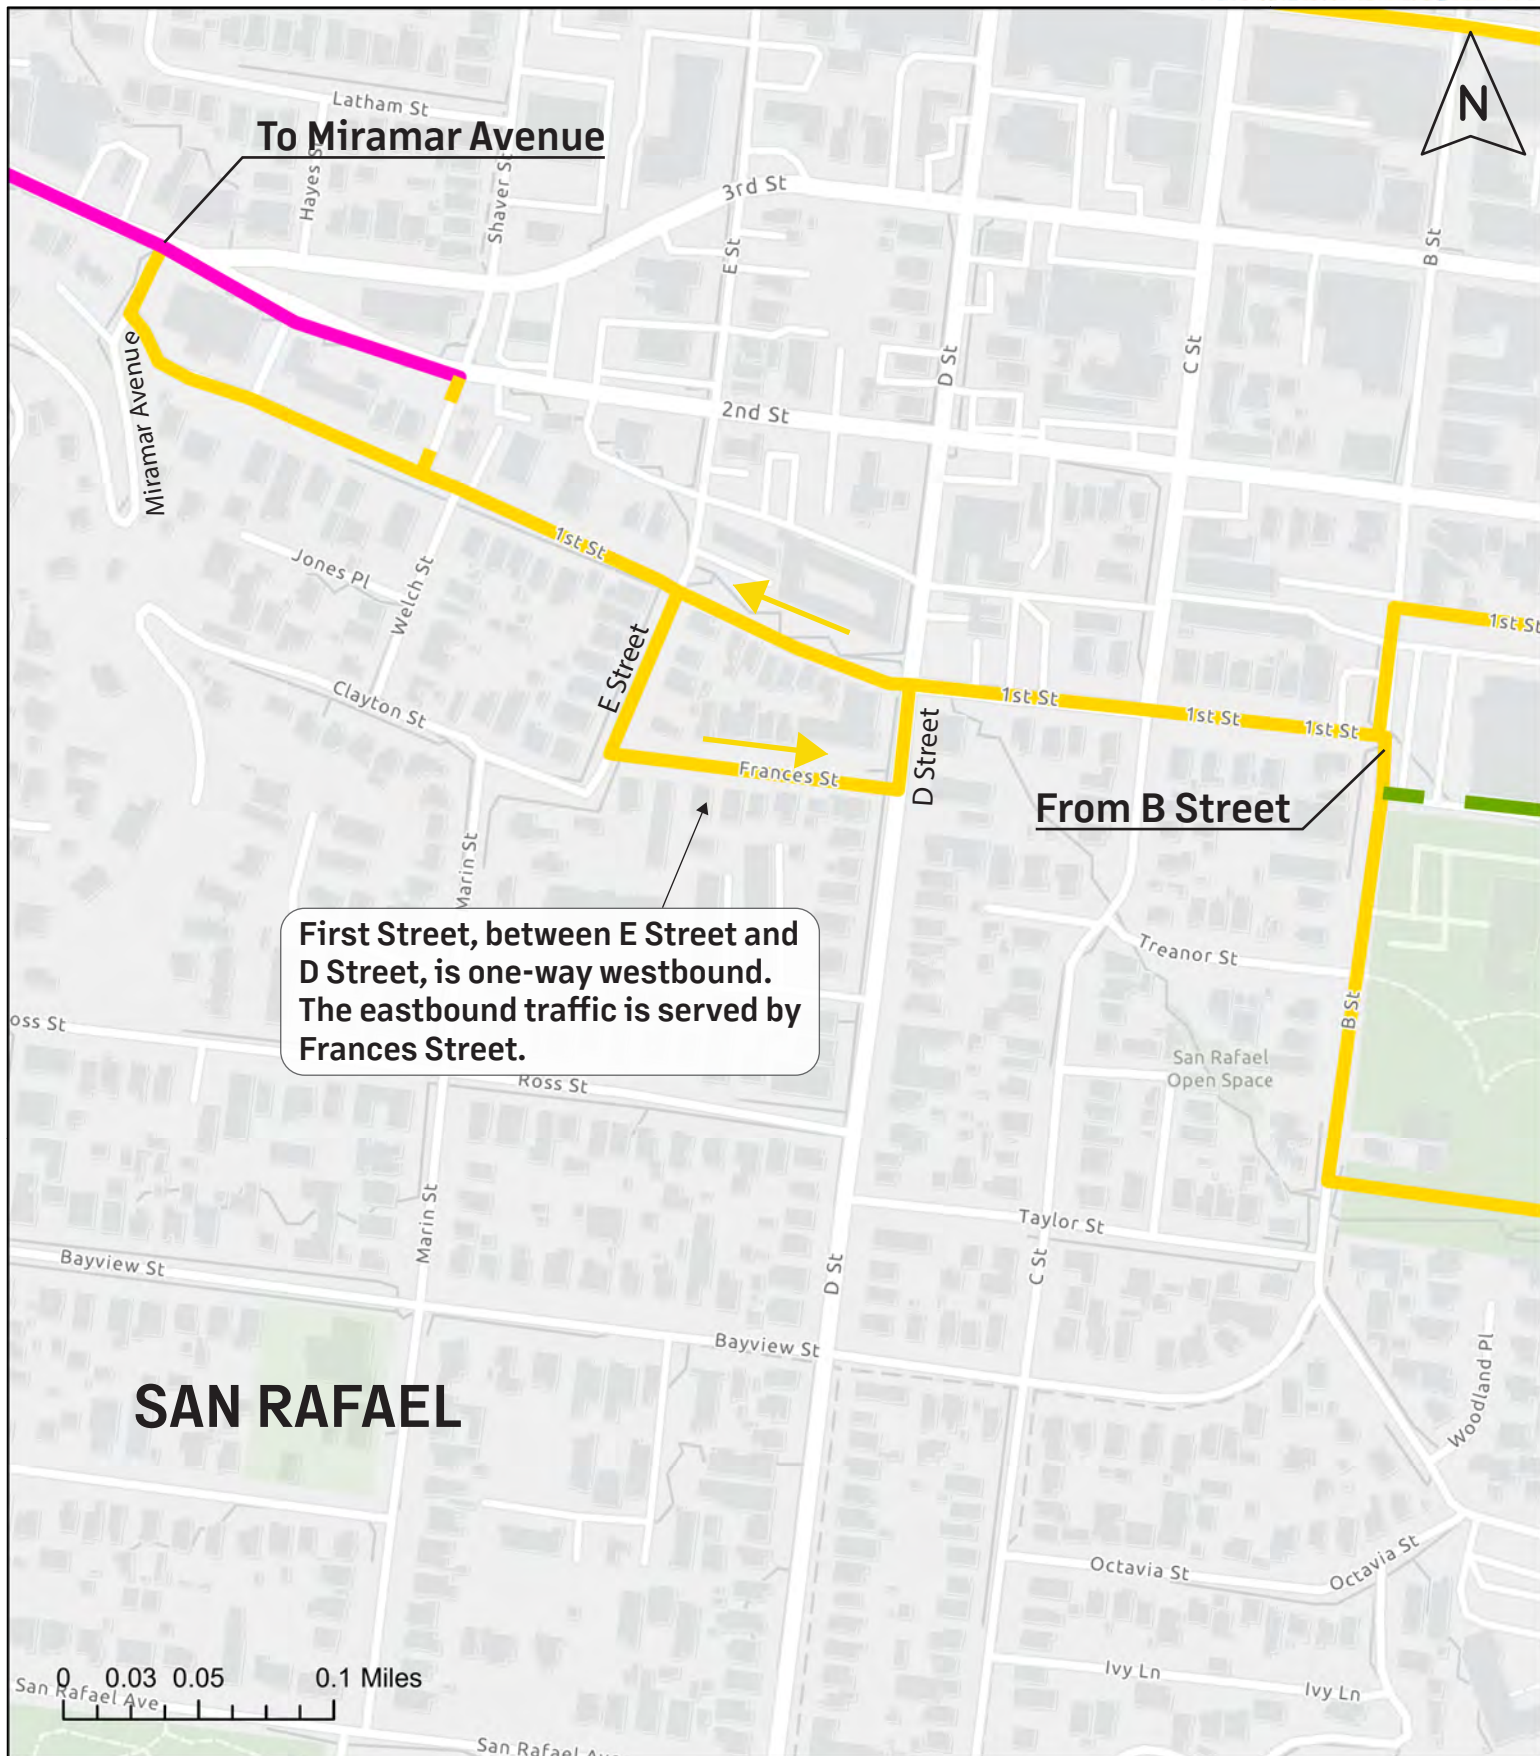 Latham St
To Miramar Avenue
N
Hayes St
Shaver St
3rd St
E St
B St
Miramar Avenue
D St
C St
2nd St
1st St
Jones Pl
Welch St
1st St
E Street
Clayton St
1st St
1st St
1st St
Frances St
D Street
From B Street
Marin St
First Street, between E Street and
D Street, is one-way westbound.
The eastbound traffic is served by
Frances Street.
Treanor St
B St
oss St
San Rafael
Open Space
Ross St
Marin St
Taylor St
Bayview St
D St
C St
Bayview St
Woodland Pl
SAN RAFAEL
Octavia St
Octavia St
0 0.03 0.05 0.1 Miles
San Rafael Ave
Ivy Ln
Ivy Ln
San Rafael Av